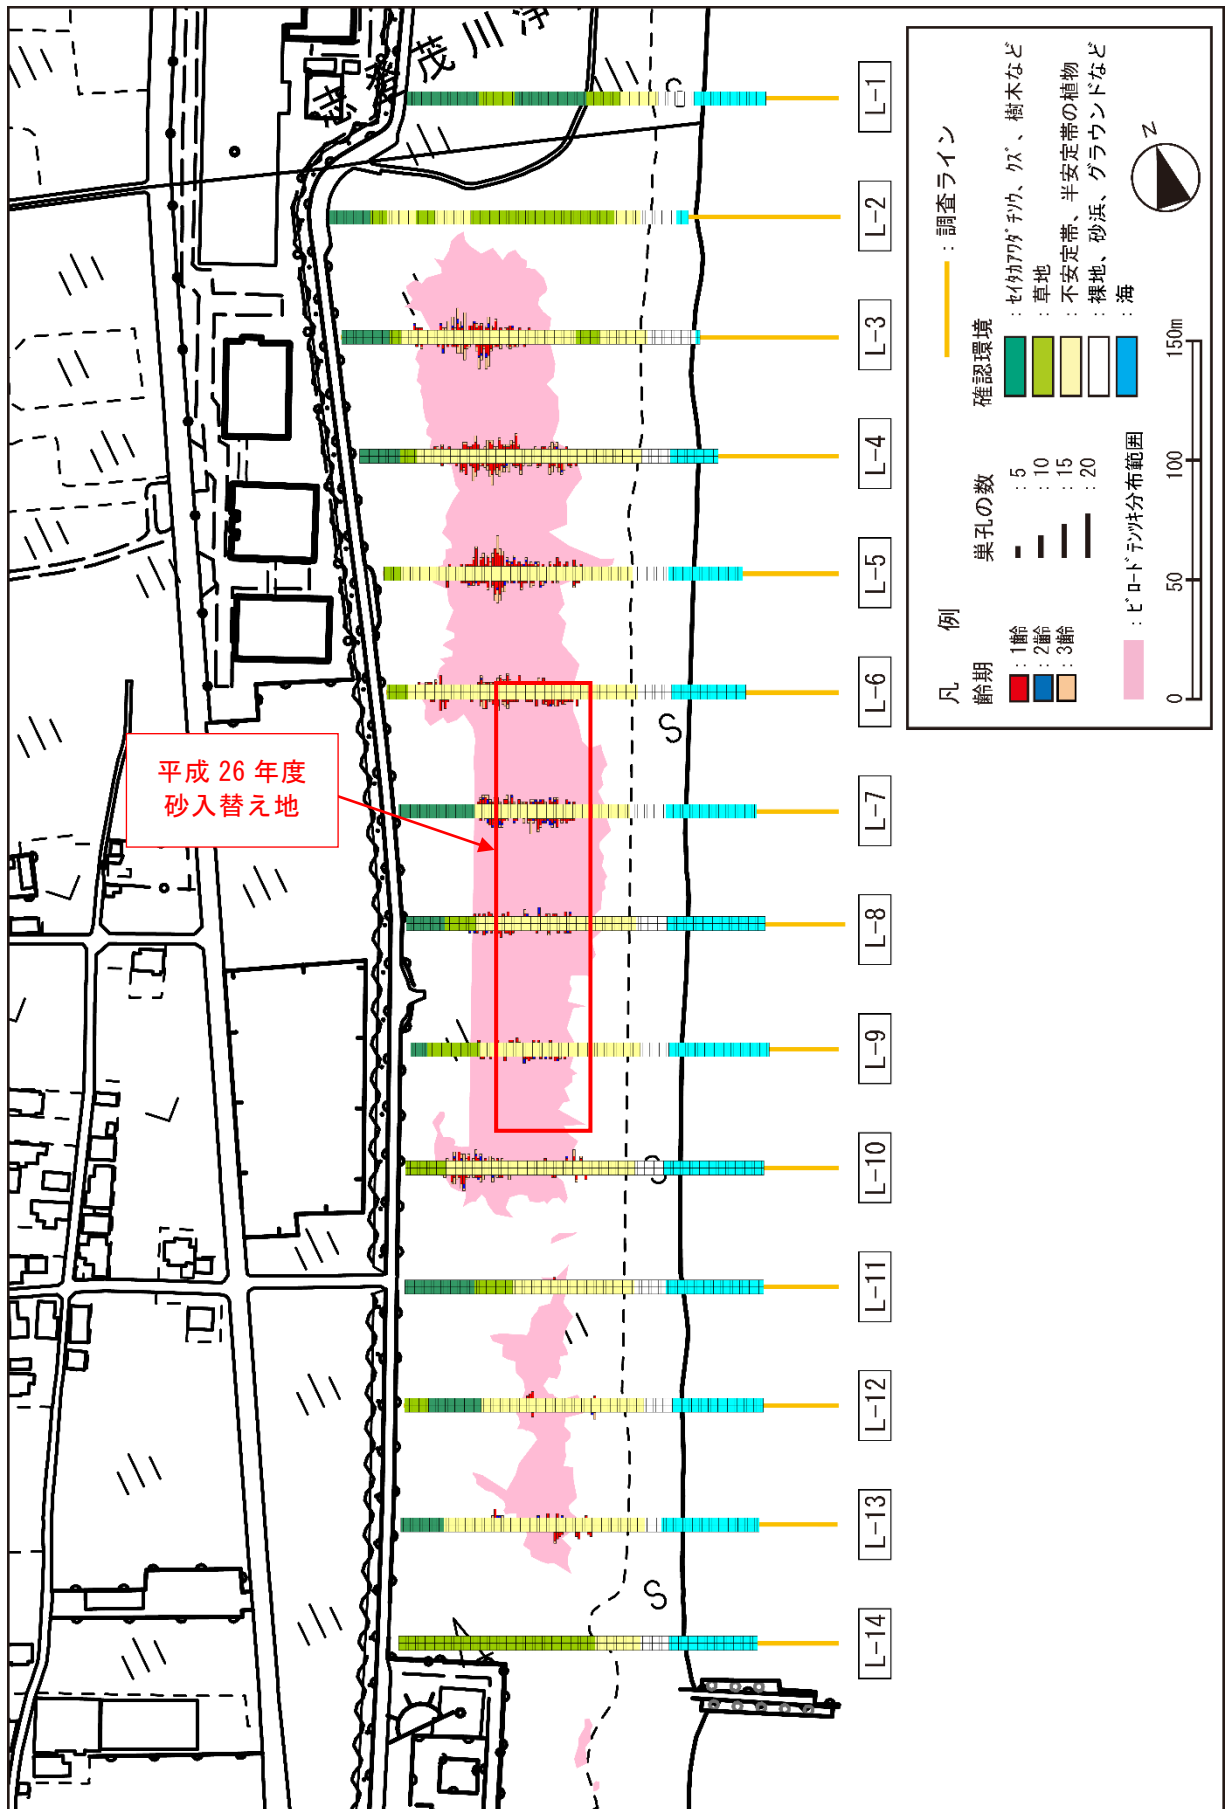 茂川浄
L-1
L-2
L-3
L-4
L-5
L-6
L-7
L-8
L-9
L-10
L-11
L-12
L-13
L-14
S
S
S
S
平成 26 年度
砂入替え地
凡 例
齢期
:1齢
:2齢
:3齢
巣孔の数
:5
:10
:15
:20
確認環境
:セイタカアワダチソウ、クズ、樹木など
:草地
:不安定帯、半安定帯の植物
:裸地、砂浜、グラウンドなど
:海
:調査ライン
:ビロードテンツキ分布範囲
0 50 100 150m
N